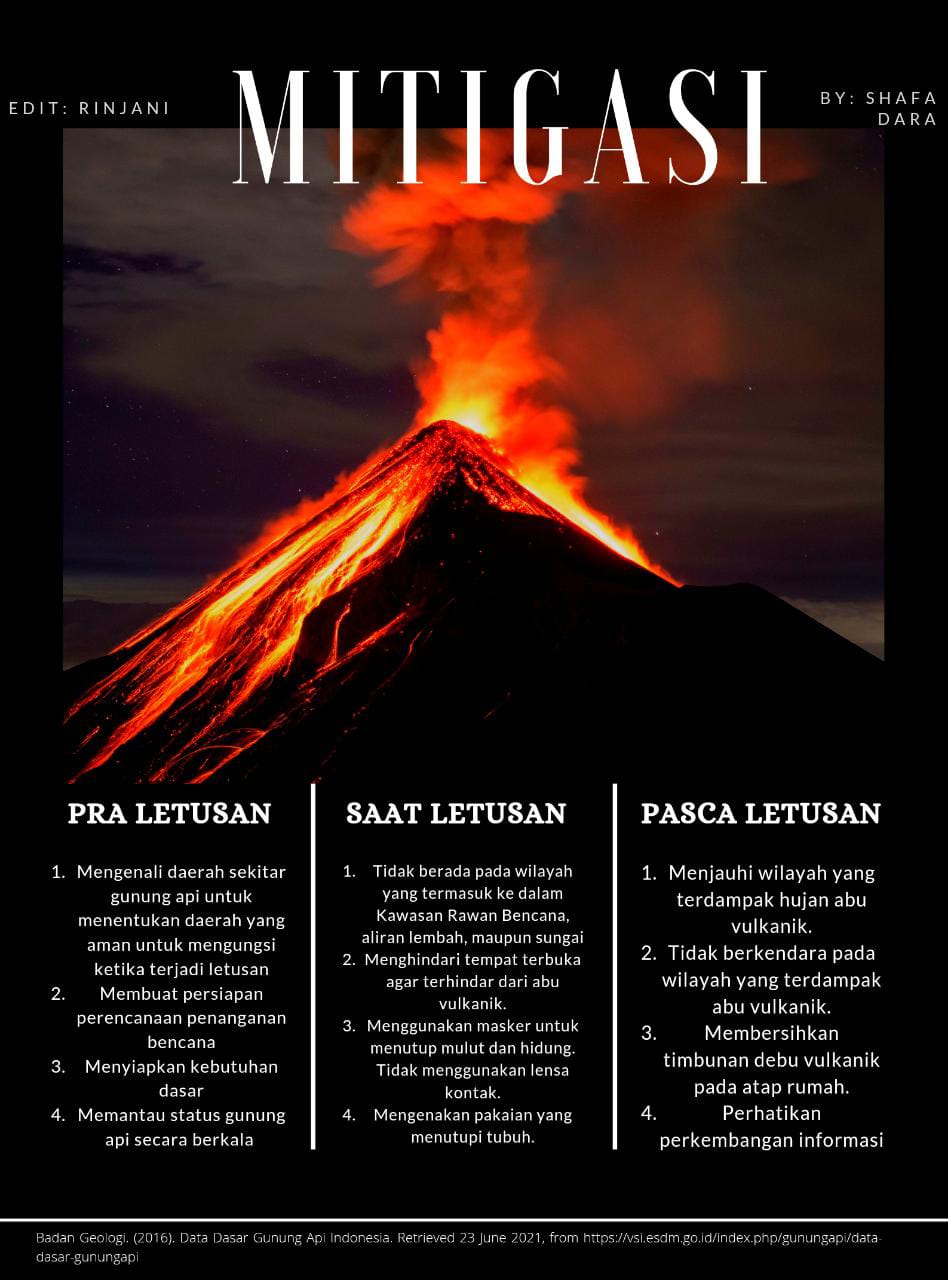 EDIT: RINJANI
MITIGASI
BY: SHAFA
DARA
PRA LETUSAN
1. Mengenali daerah sekitar
gunung api untuk
menentukan daerah yang
aman untuk mengungsi
ketika terjadi letusan
2. Membuat persiapan
perencanaan penanganan
bencana
3. Menyiapkan kebutuhan
dasar
4. Memantau status gunung
api secara berkala
SAAT LETUSAN
1. Tidak berada pada wilayah
yang termasuk ke dalam
Kawasan Rawan Bencana,
aliran lembah, maupun sungai
2. Menghindari tempat terbuka
agar terhindar dari abu
vulkanik.
3. Menggunakan masker untuk
menutup mulut dan hidung.
Tidak menggunakan lensa
kontak.
4. Mengenakan pakaian yang
menutupi tubuh.
PASCA LETUSAN
1. Menjauhi wilayah yang
terdampak hujan abu
vulkanik.
2. Tidak berkendara pada
wilayah yang terdampak
abu vulkanik.
3. Membersihkan
timbunan debu vulkanik
pada atap rumah.
4. Perhatikan
perkembangan informasi
Badan Geologi. (2016). Data Dasar Gunung Api Indonesia. Retrieved 23 June 2021, from https://vsi.esdm.go.id/index.php/gunungapi/data-
dasar-gunungapi